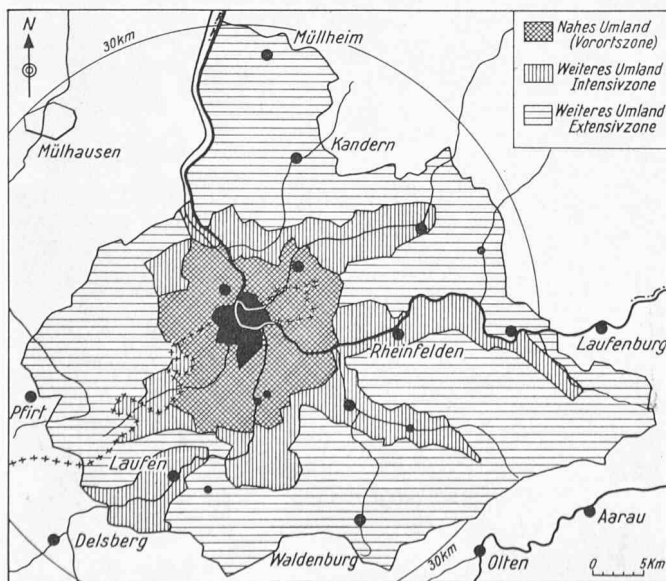 N
30km
Müllheim
Nahes Umland
(Vorortszone)
Weiteres Umland
Intensivzone
Weiteres Umland
Extensivzone
Mülhausen
Kandern
Rheinfelden
Laufenburg
Pfirt
Laufen
Delsberg
Waldenburg
30km
Olten
Aarau
0 5Km